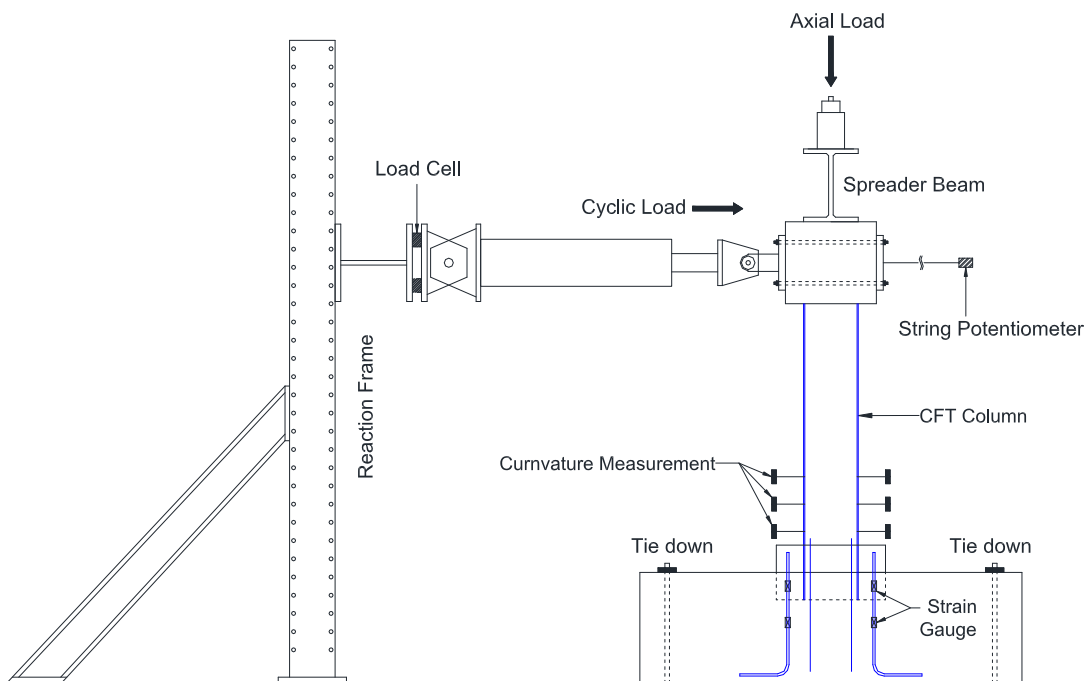 Axial Load
Load Cell
Spreader Beam
Cyclic Load
String Potentiometer
Reaction Frame
CFT Column
Curnvature Measurement
Tie down
Tie down
Strain
Gauge